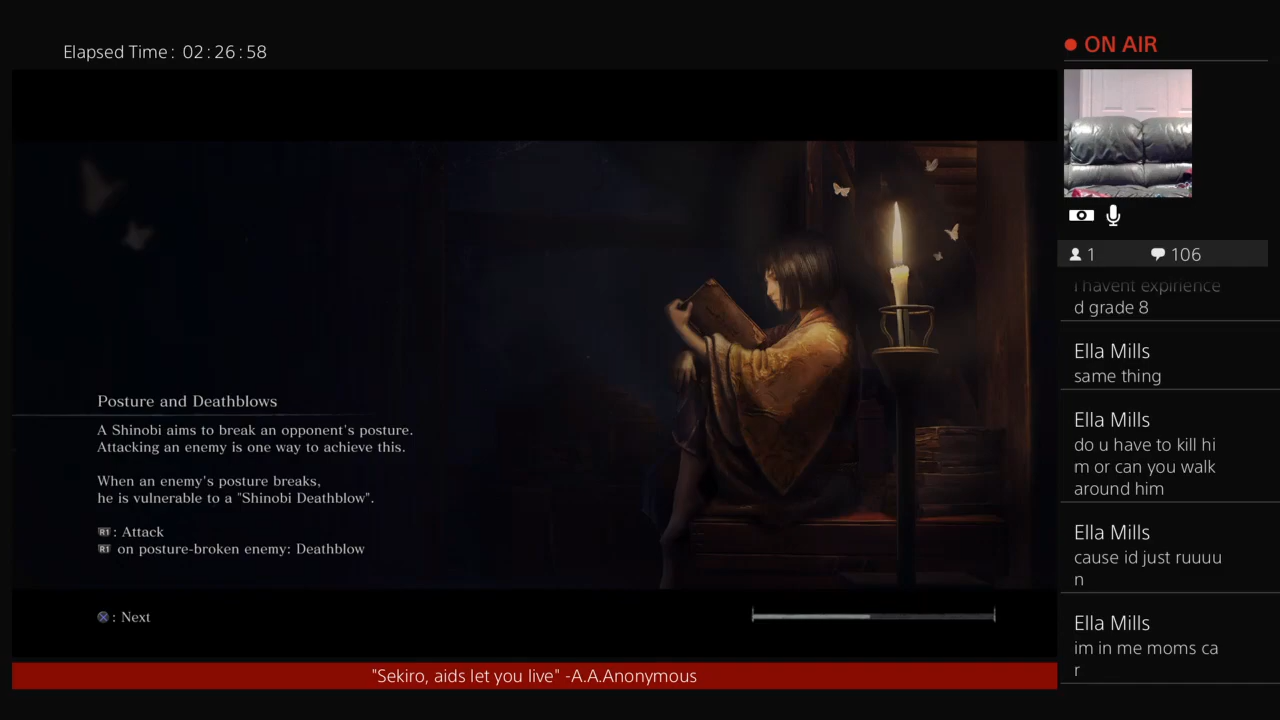 Elapsed Time: 02:26:58
ON AIR
1 106
i havent expirience
d grade 8
Ella Mills
same thing
Ella Mills
do u have to kill hi
m or can you walk
around him
Ella Mills
cause id just ruuuu
n
Ella Mills
im in me moms ca
r
Posture and Deathblows
A Shinobi aims to break an opponent's posture.
Attacking an enemy is one way to achieve this.
When an enemy's posture breaks,
he is vulnerable to a "Shinobi Deathblow".
R1: Attack
R1 on posture-broken enemy: Deathblow
: Next
"Sekiro, aids let you live" -A.A.Anonymous